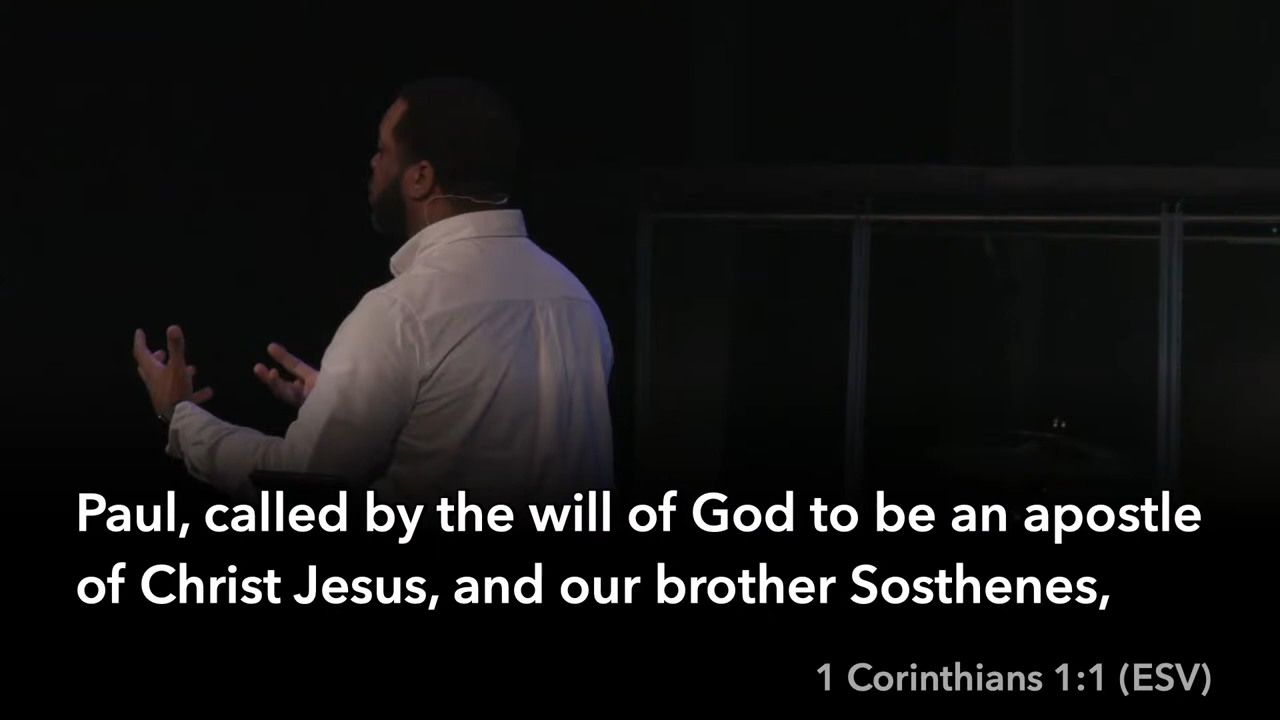 Paul, called by the will of God to be an apostle
of Christ Jesus, and our brother Sosthenes,
1 Corinthians 1:1 (ESV)